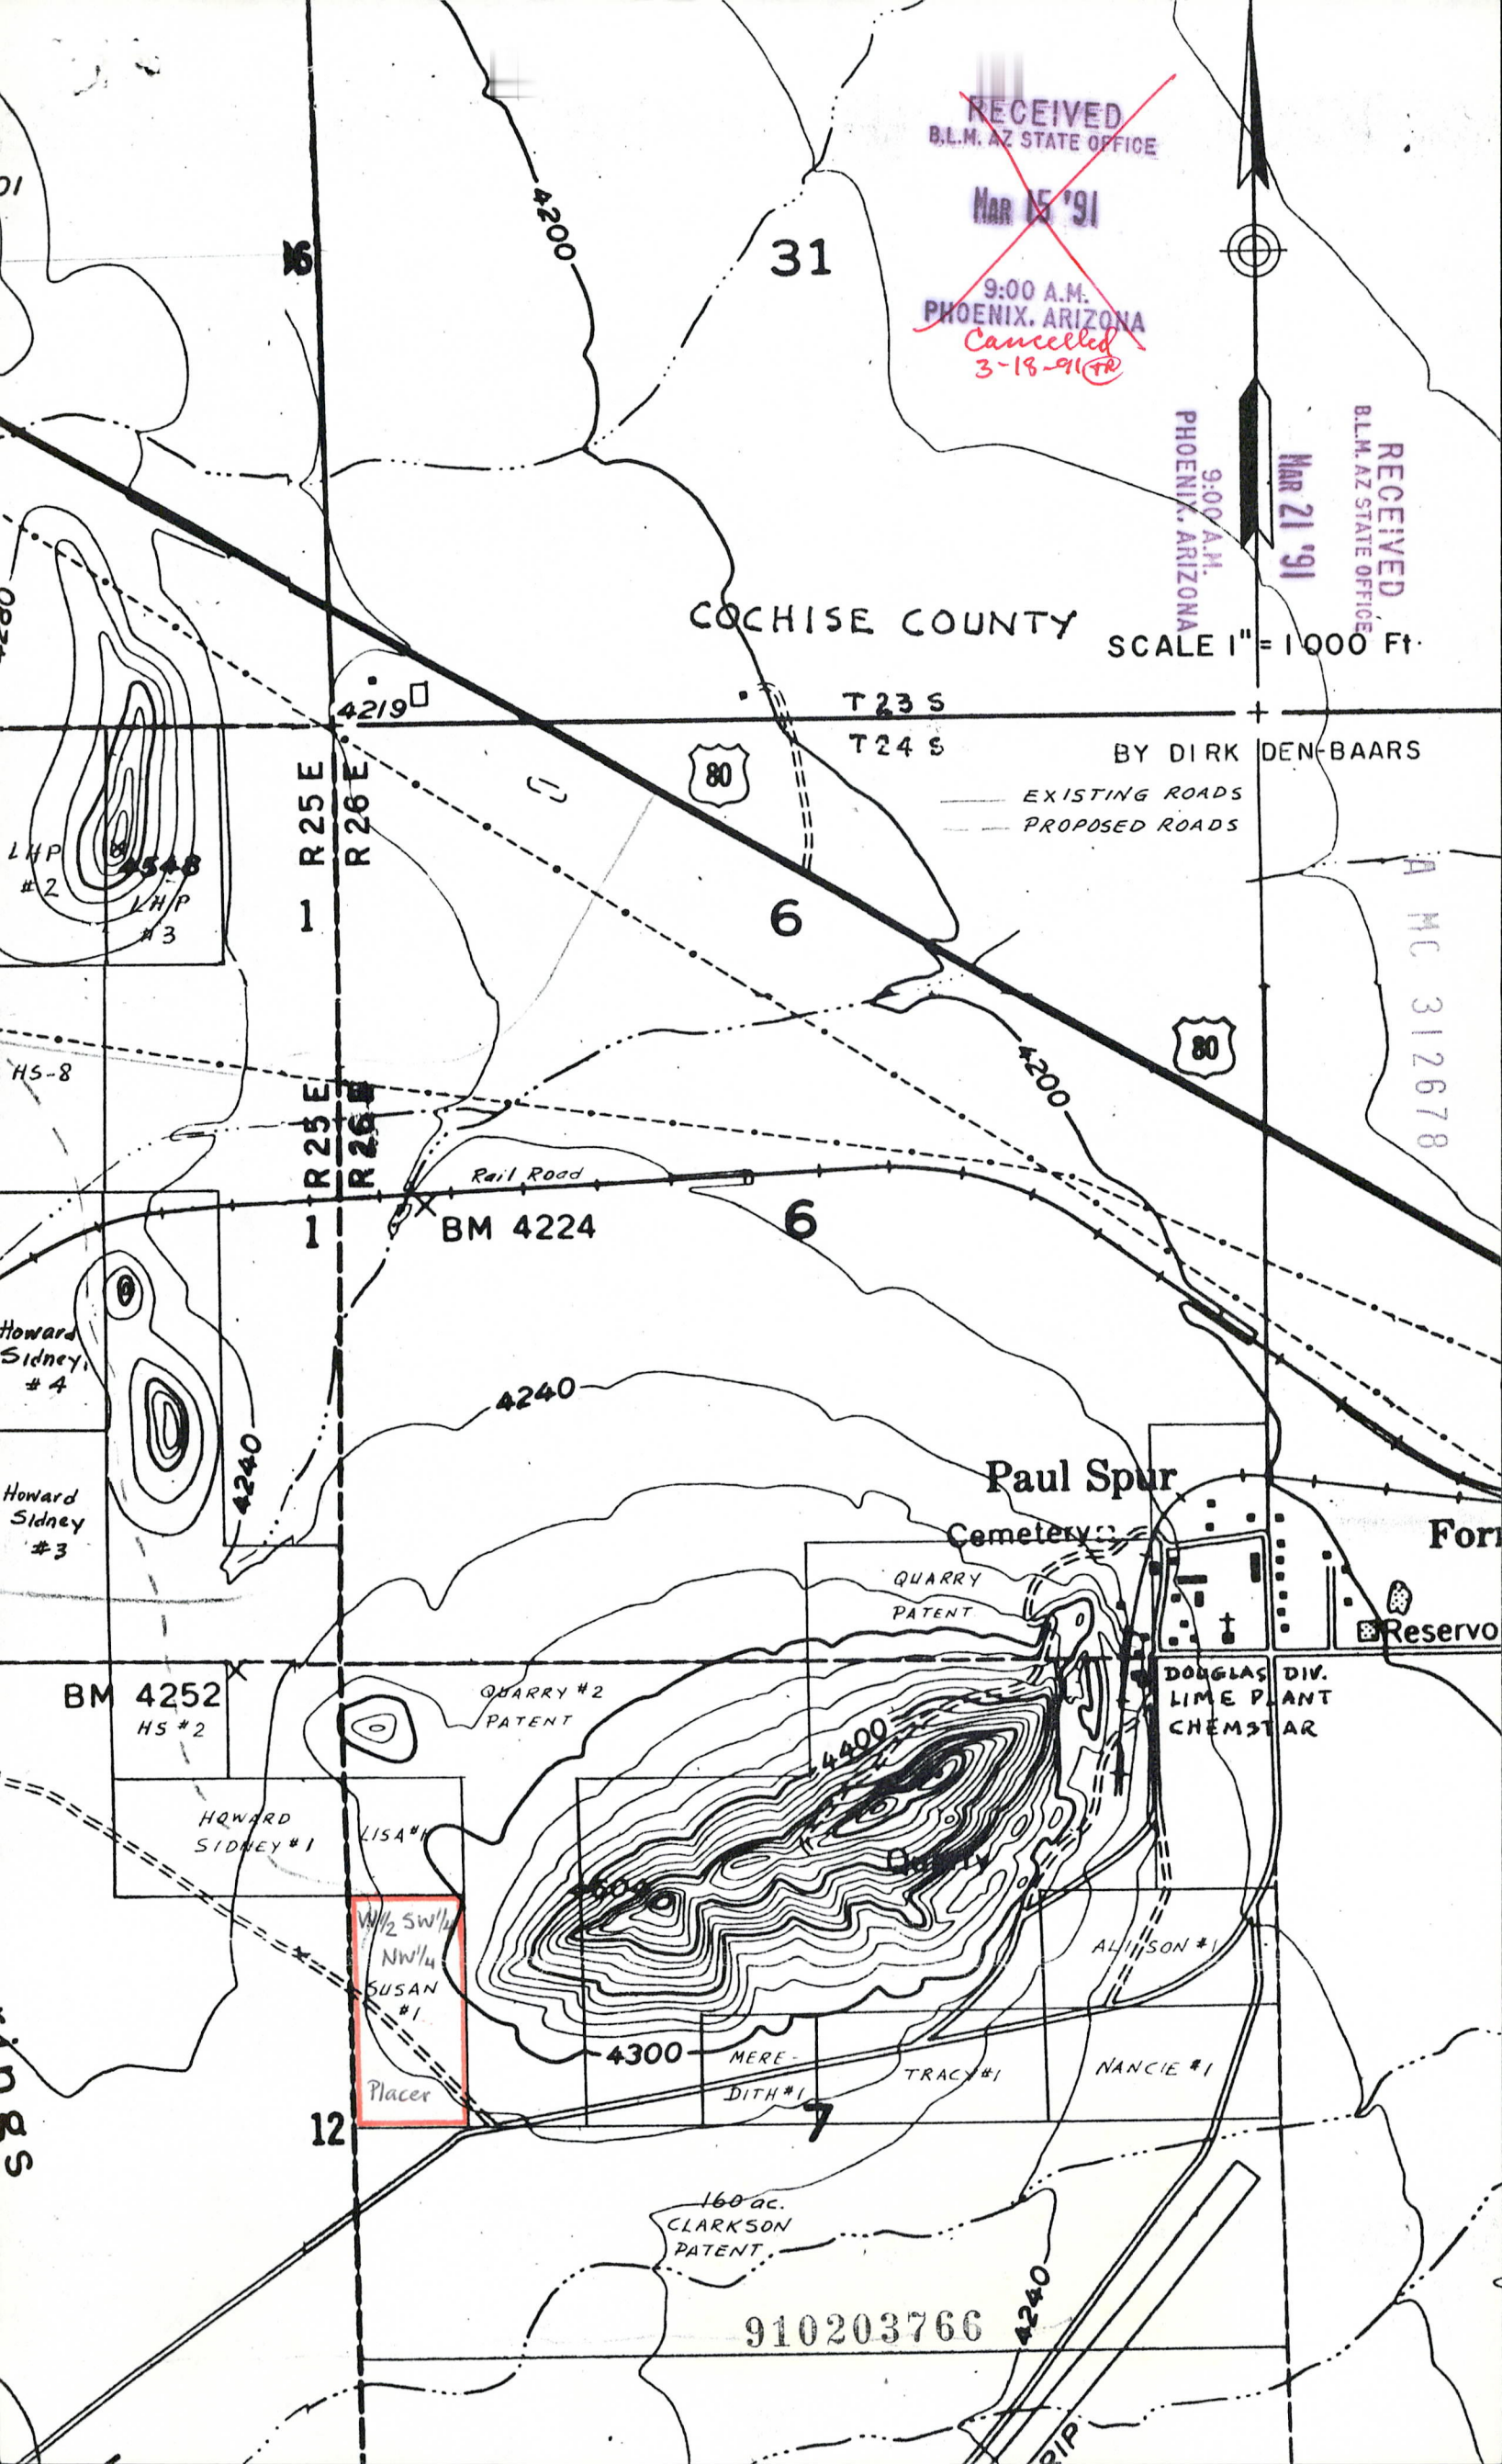 RECEIVED
B.L.M. AZ STATE OFFICE
MAR 15 '91
9:00 A.M.
PHOENIX, ARIZONA
Cancelled
3-18-91 TR
01
4200
31
RECEIVED
B.L.M. AZ STATE OFFICE
MAR 21 '91
9:00 A.M.
PHOENIX, ARIZONA
COCHISE COUNTY
SCALE 1" = 1000 Ft.
4219
T 23 S
T 24 S
BY DIRK DEN-BAARS
EXISTING ROADS
PROPOSED ROADS
80
R 25 E
R 26 E
LHP
#2
4548
LHP
#3
1
6
A MC 312678
80
4200
HS-8
R 25 E
R 26 E
Rail Road
BM 4224
1
6
Howard
Sidney
#4
4240
4240
Paul Spur
Howard
Sidney
#3
Cemetery
QUARRY
PATENT
Reservo
DOUGLAS DIV.
LIME PLANT
CHEMSTAR
BM 4252
HS #2
QUARRY #2
PATENT
4400
HOWARD
SIDNEY #1
LISA #1
Quarry
W1/2 SW1/4
NW1/4
SUSAN
#1
Placer
ALLISON #1
4300
MERE-
DITH #1
TRACY #1
NANCIE #1
12
7
ings
160 ac.
CLARKSON
PATENT
4240
910203766
RIP